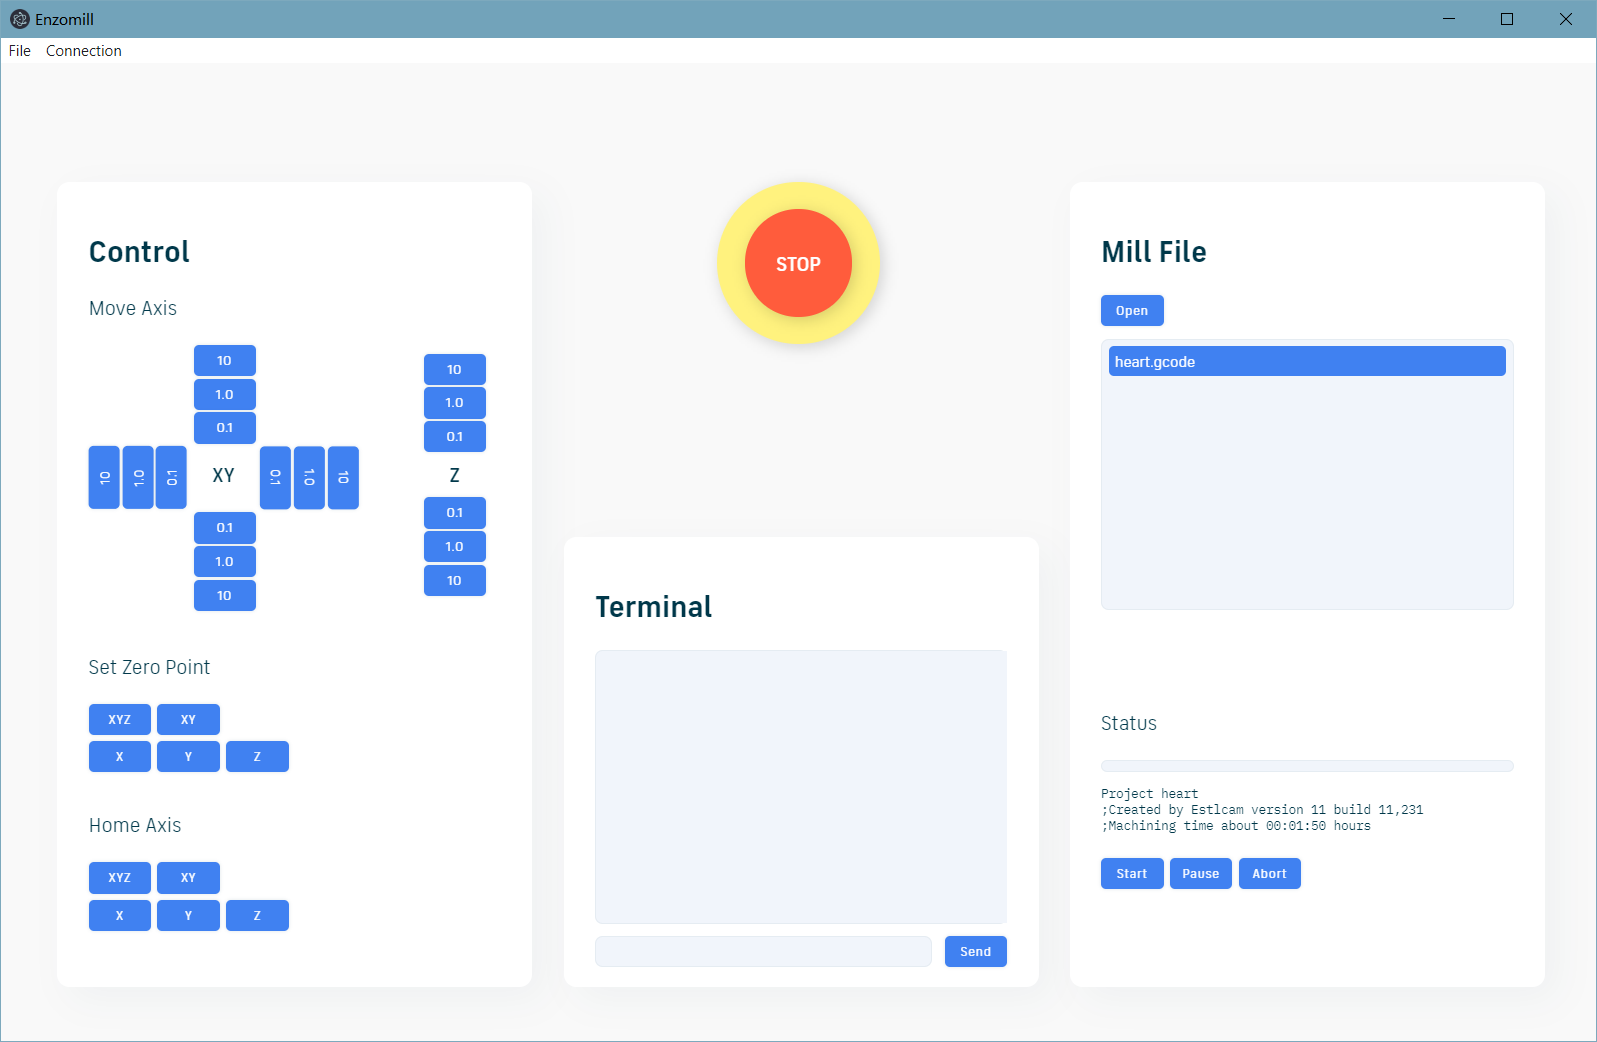 Enzomill
File Connection
Control
Move Axis
10
1.0
0.1
10 1.0 0.1 XY 0.1 1.0 10
0.1
1.0
10
10
1.0
0.1
Z
0.1
1.0
10
Set Zero Point
XYZ XY
X Y Z
Home Axis
XYZ XY
X Y Z
STOP
Terminal
Send
Mill File
Open
heart.gcode
Status
Project heart
;Created by Estlcam version 11 build 11,231
;Machining time about 00:01:50 hours
Start Pause Abort